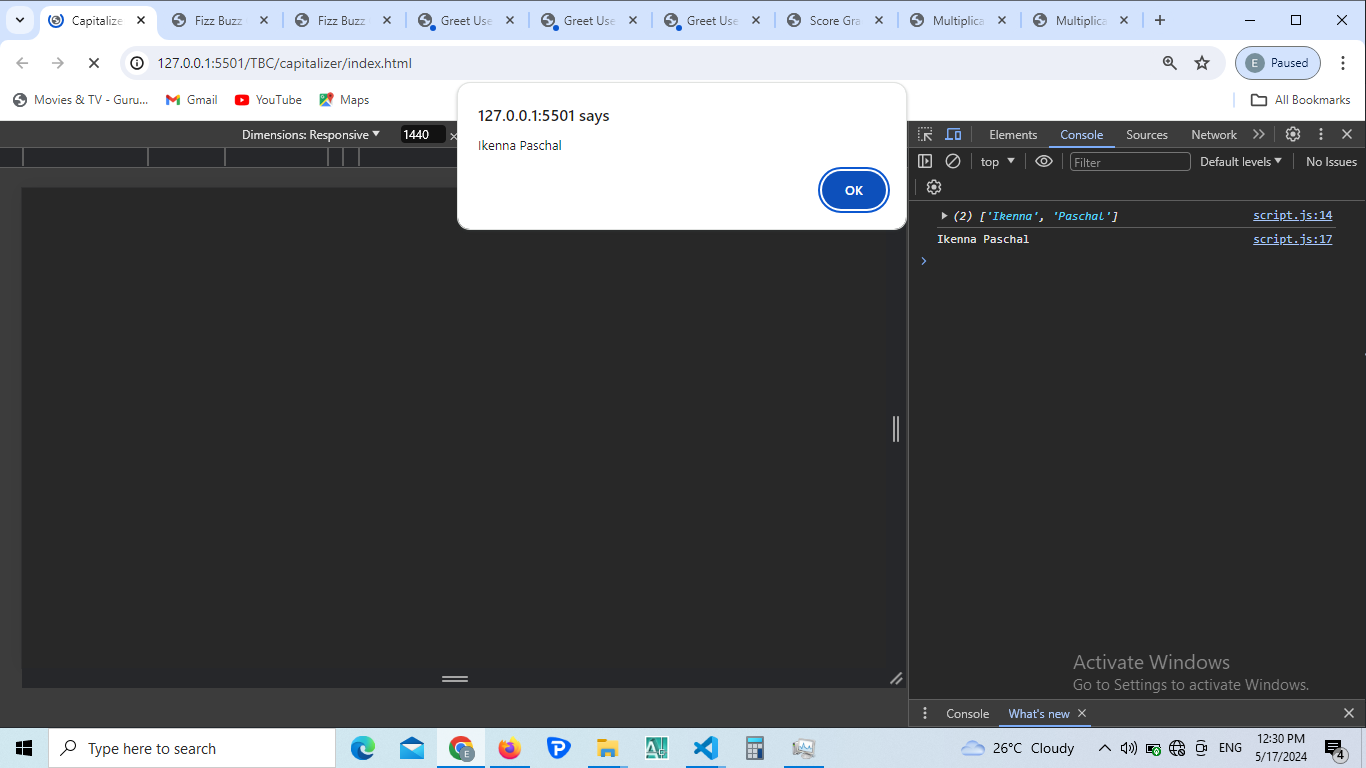 Capitalize
Fizz Buzz
Fizz Buzz
Greet Use
Greet Use
Greet Use
Score Gra
Multiplica
Multiplica
127.0.0.1:5501/TBC/capitalizer/index.html
E Paused
Movies & TV - Guru...
Gmail
YouTube
Maps
All Bookmarks
127.0.0.1:5501 says
Ikenna Paschal
OK
Dimensions: Responsive
1440
×
Elements
Console
Sources
Network
top
Filter
Default levels
No Issues
(2) ['Ikenna', 'Paschal']
script.js:14
Ikenna Paschal
script.js:17
Activate Windows
Go to Settings to activate Windows.
Console
What's new
Type here to search
E
26°C Cloudy
ENG
12:30 PM
5/17/2024
4